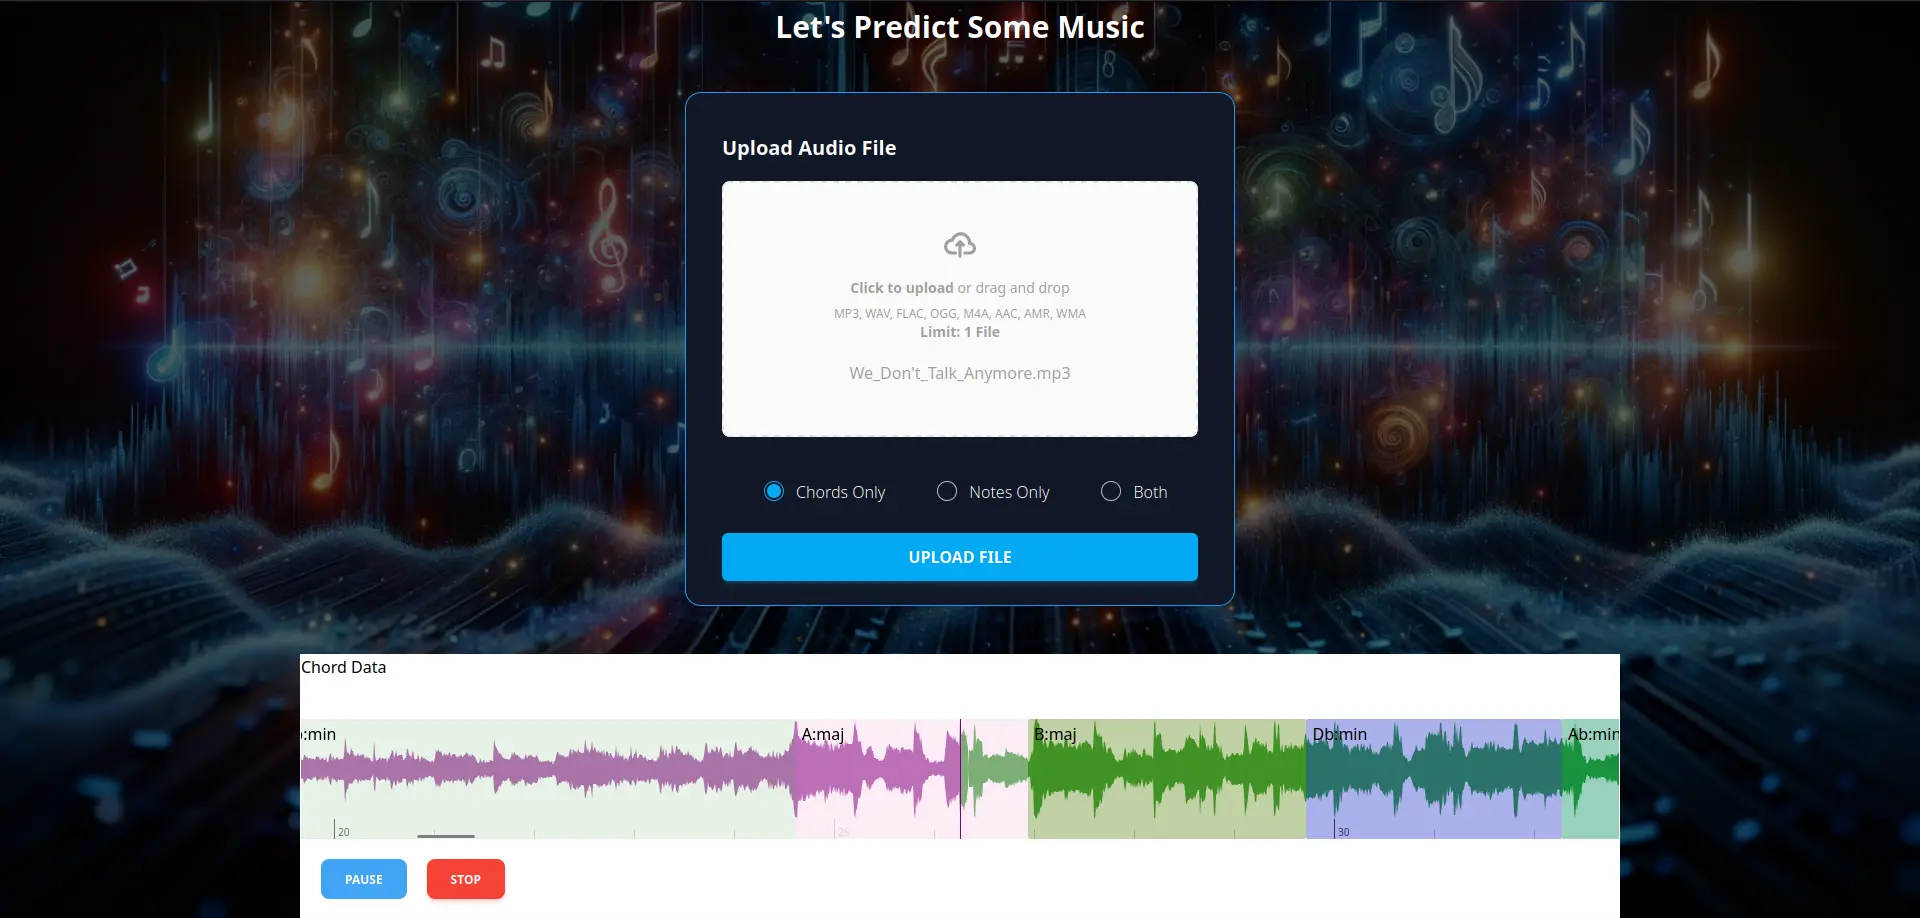 Let's Predict Some Music
Upload Audio File
Click to upload or drag and drop
MP3, WAV, FLAC, OGG, M4A, AAC, AMR, WMA
Limit: 1 File
We_Don't_Talk_Anymore.mp3
Chords Only Notes Only Both
UPLOAD FILE
Chord Data
:min A:maj B:maj Db:min Ab:min
20 25 30
PAUSE STOP